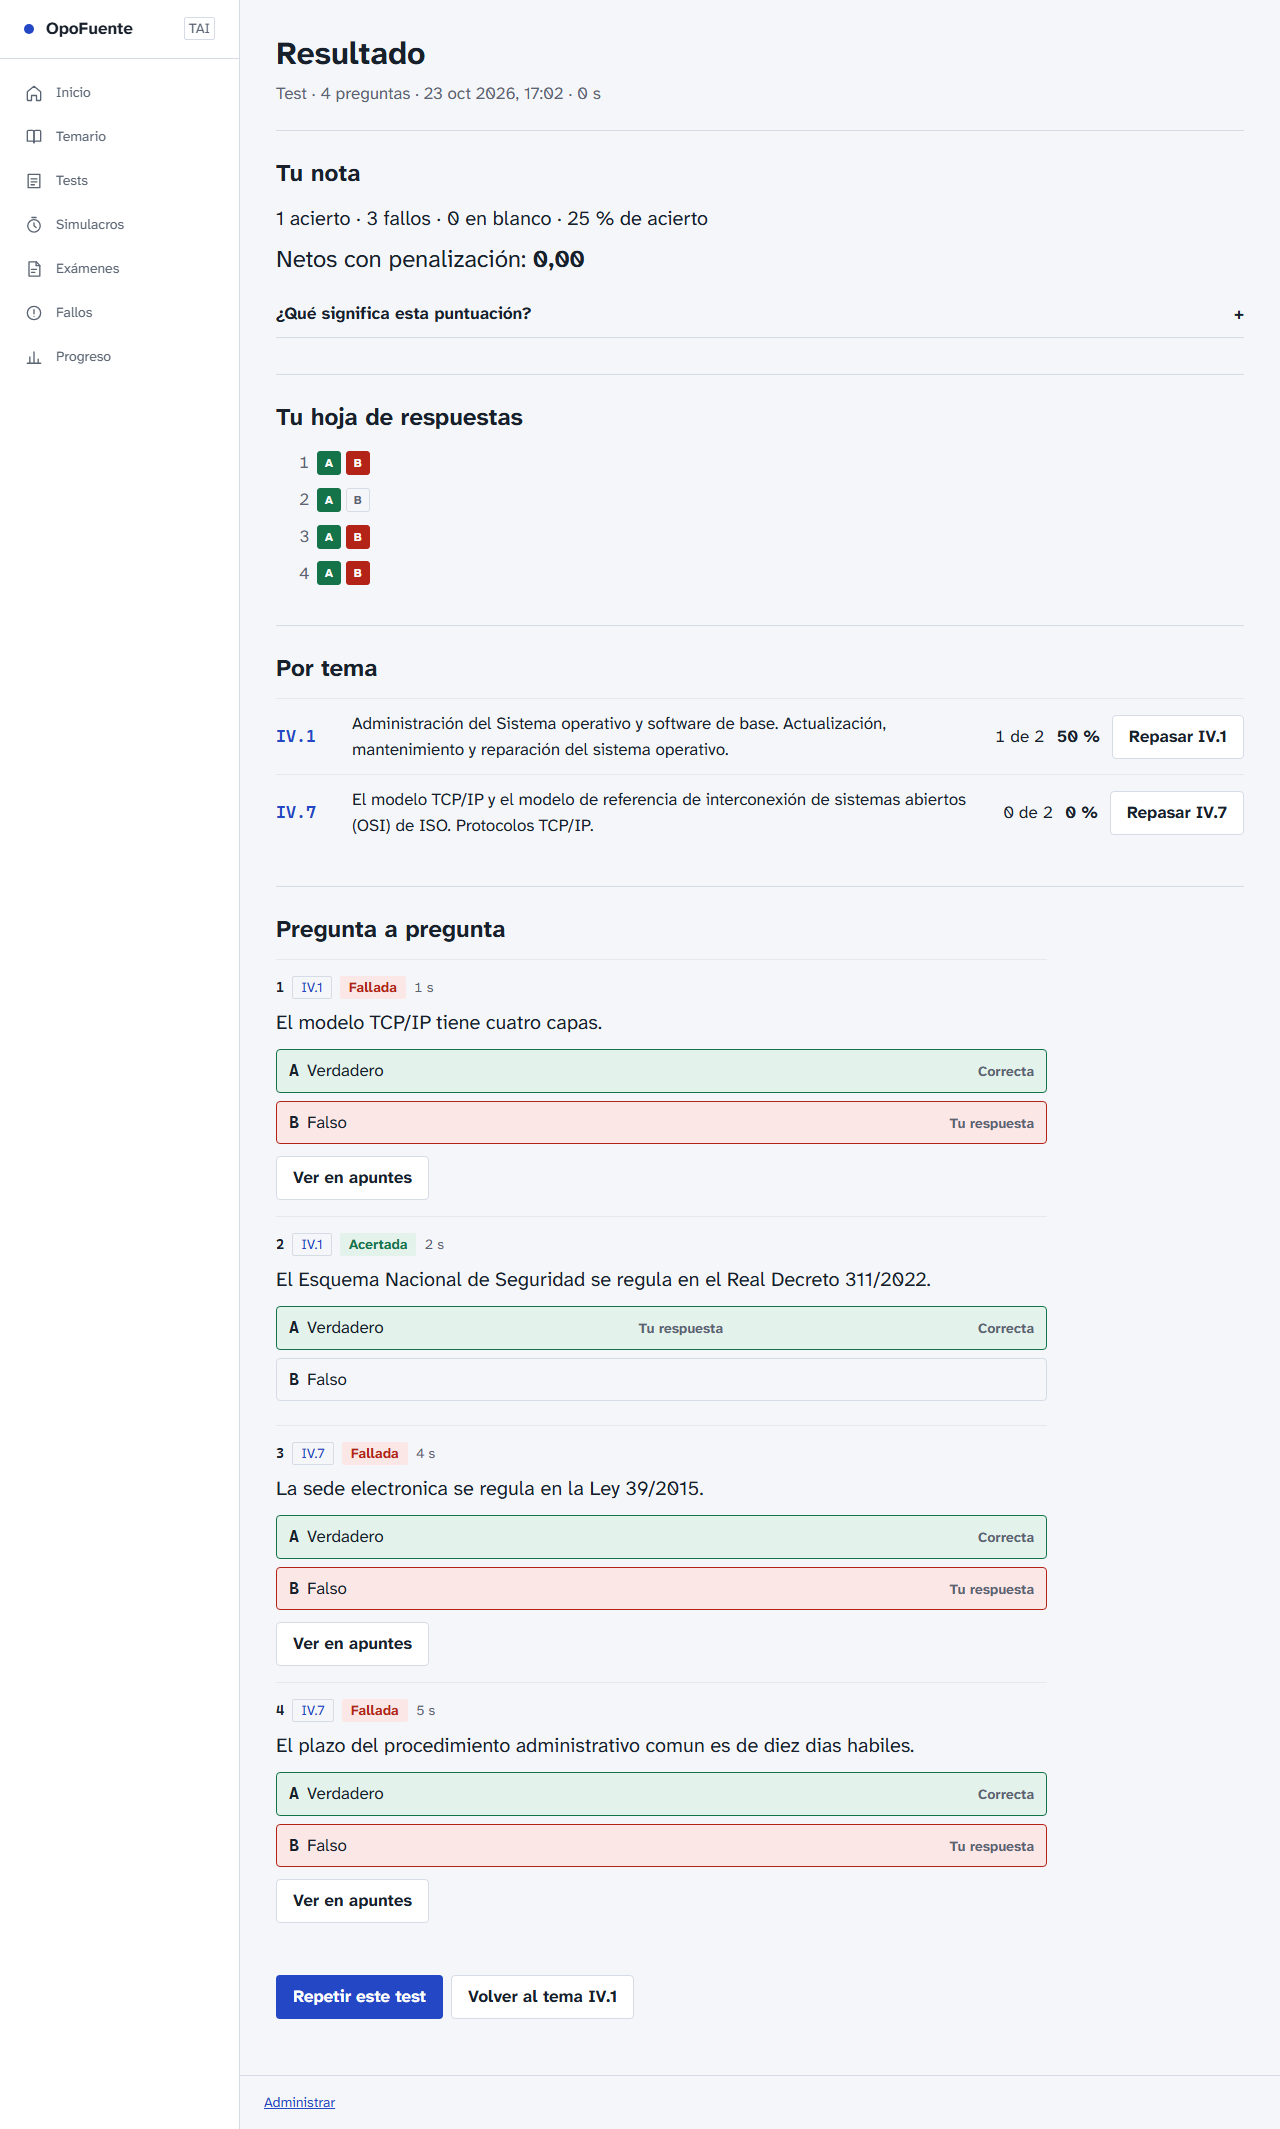 OpoFuente TAI
Inicio
Temario
Tests
Simulacros
Exámenes
Fallos
Progreso
Resultado
Test · 4 preguntas · 23 oct 2026, 17:02 · 0 s
Tu nota
1 acierto · 3 fallos · 0 en blanco · 25 % de acierto
Netos con penalización: 0,00
¿Qué significa esta puntuación? +
Tu hoja de respuestas
1 A B
2 A B
3 A B
4 A B
Por tema
IV.1 Administración del Sistema operativo y software de base. Actualización,
mantenimiento y reparación del sistema operativo.
1 de 2 50 % Repasar IV.1
IV.7 El modelo TCP/IP y el modelo de referencia de interconexión de sistemas abiertos
(OSI) de ISO. Protocolos TCP/IP.
0 de 2 0 % Repasar IV.7
Pregunta a pregunta
1 IV.1 Fallada 1 s
El modelo TCP/IP tiene cuatro capas.
A Verdadero Correcta
B Falso Tu respuesta
Ver en apuntes
2 IV.1 Acertada 2 s
El Esquema Nacional de Seguridad se regula en el Real Decreto 311/2022.
A Verdadero Tu respuesta Correcta
B Falso
3 IV.7 Fallada 4 s
La sede electronica se regula en la Ley 39/2015.
A Verdadero Correcta
B Falso Tu respuesta
Ver en apuntes
4 IV.7 Fallada 5 s
El plazo del procedimiento administrativo comun es de diez dias habiles.
A Verdadero Correcta
B Falso Tu respuesta
Ver en apuntes
Repetir este test Volver al tema IV.1
Administrar